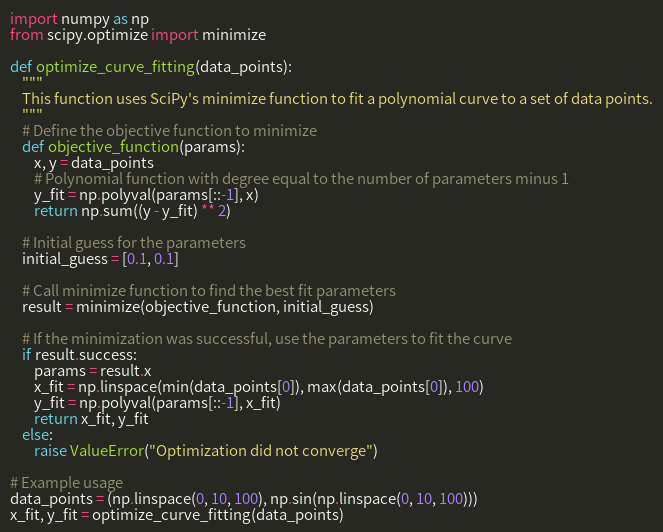 import numpy as np
from scipy.optimize import minimize

def optimize_curve_fitting(data_points):
    """
    This function uses SciPy's minimize function to fit a polynomial curve to a set of data points.
    """
    # Define the objective function to minimize
    def objective_function(params):
        x, y = data_points
        # Polynomial function with degree equal to the number of parameters minus 1
        y_fit = np.polyval(params[::-1], x)
        return np.sum((y - y_fit) ** 2)

    # Initial guess for the parameters
    initial_guess = [0.1, 0.1]

    # Call minimize function to find the best fit parameters
    result = minimize(objective_function, initial_guess)

    # If the minimization was successful, use the parameters to fit the curve
    if result.success:
        params = result.x
        x_fit = np.linspace(min(data_points[0]), max(data_points[0]), 100)
        y_fit = np.polyval(params[::-1], x_fit)
        return x_fit, y_fit
    else:
        raise ValueError("Optimization did not converge")

# Example usage
data_points = (np.linspace(0, 10, 100), np.sin(np.linspace(0, 10, 100)))
x_fit, y_fit = optimize_curve_fitting(data_points)